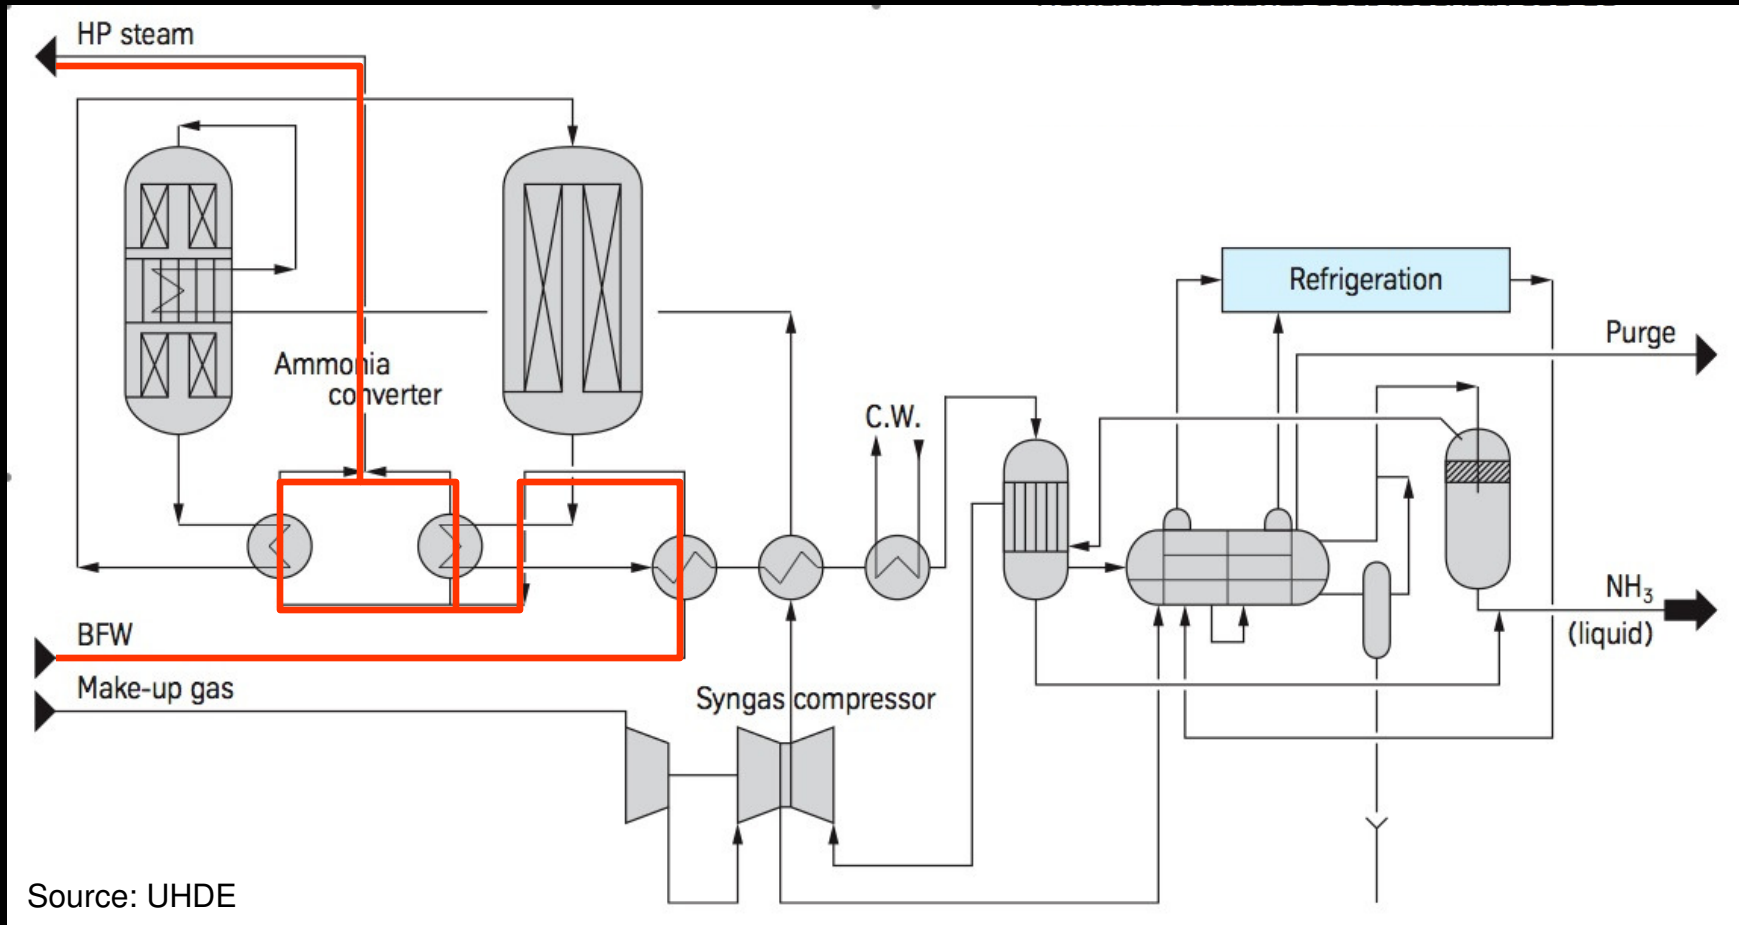 HP steam
Refrigeration
Purge
Ammonia
converter
C.W.
NH₃
(liquid)
BFW
Make-up gas
Syngas compressor
Source: UHDE